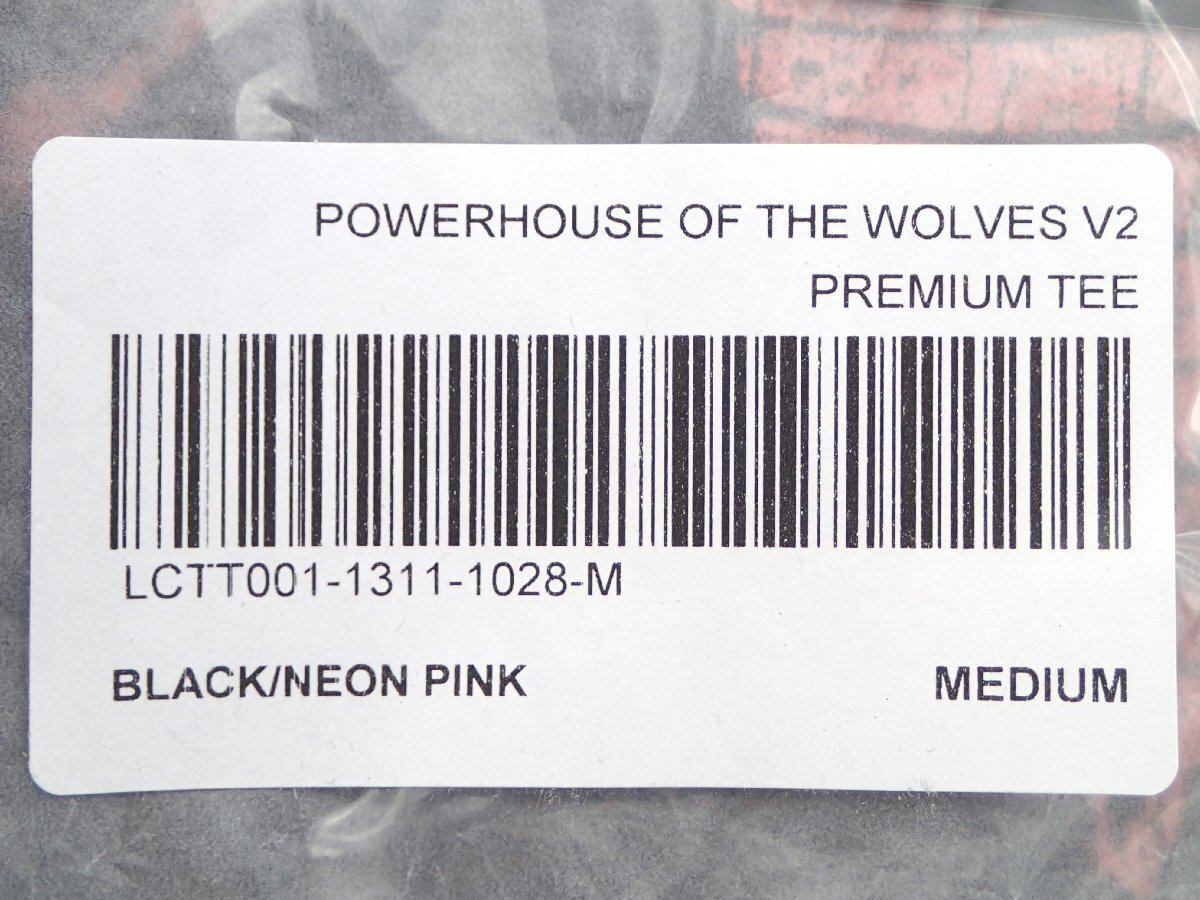 POWERHOUSE OF THE WOLVES V2
PREMIUM TEE
LCTT001-1311-1028-M
BLACK/NEON PINK
MEDIUM